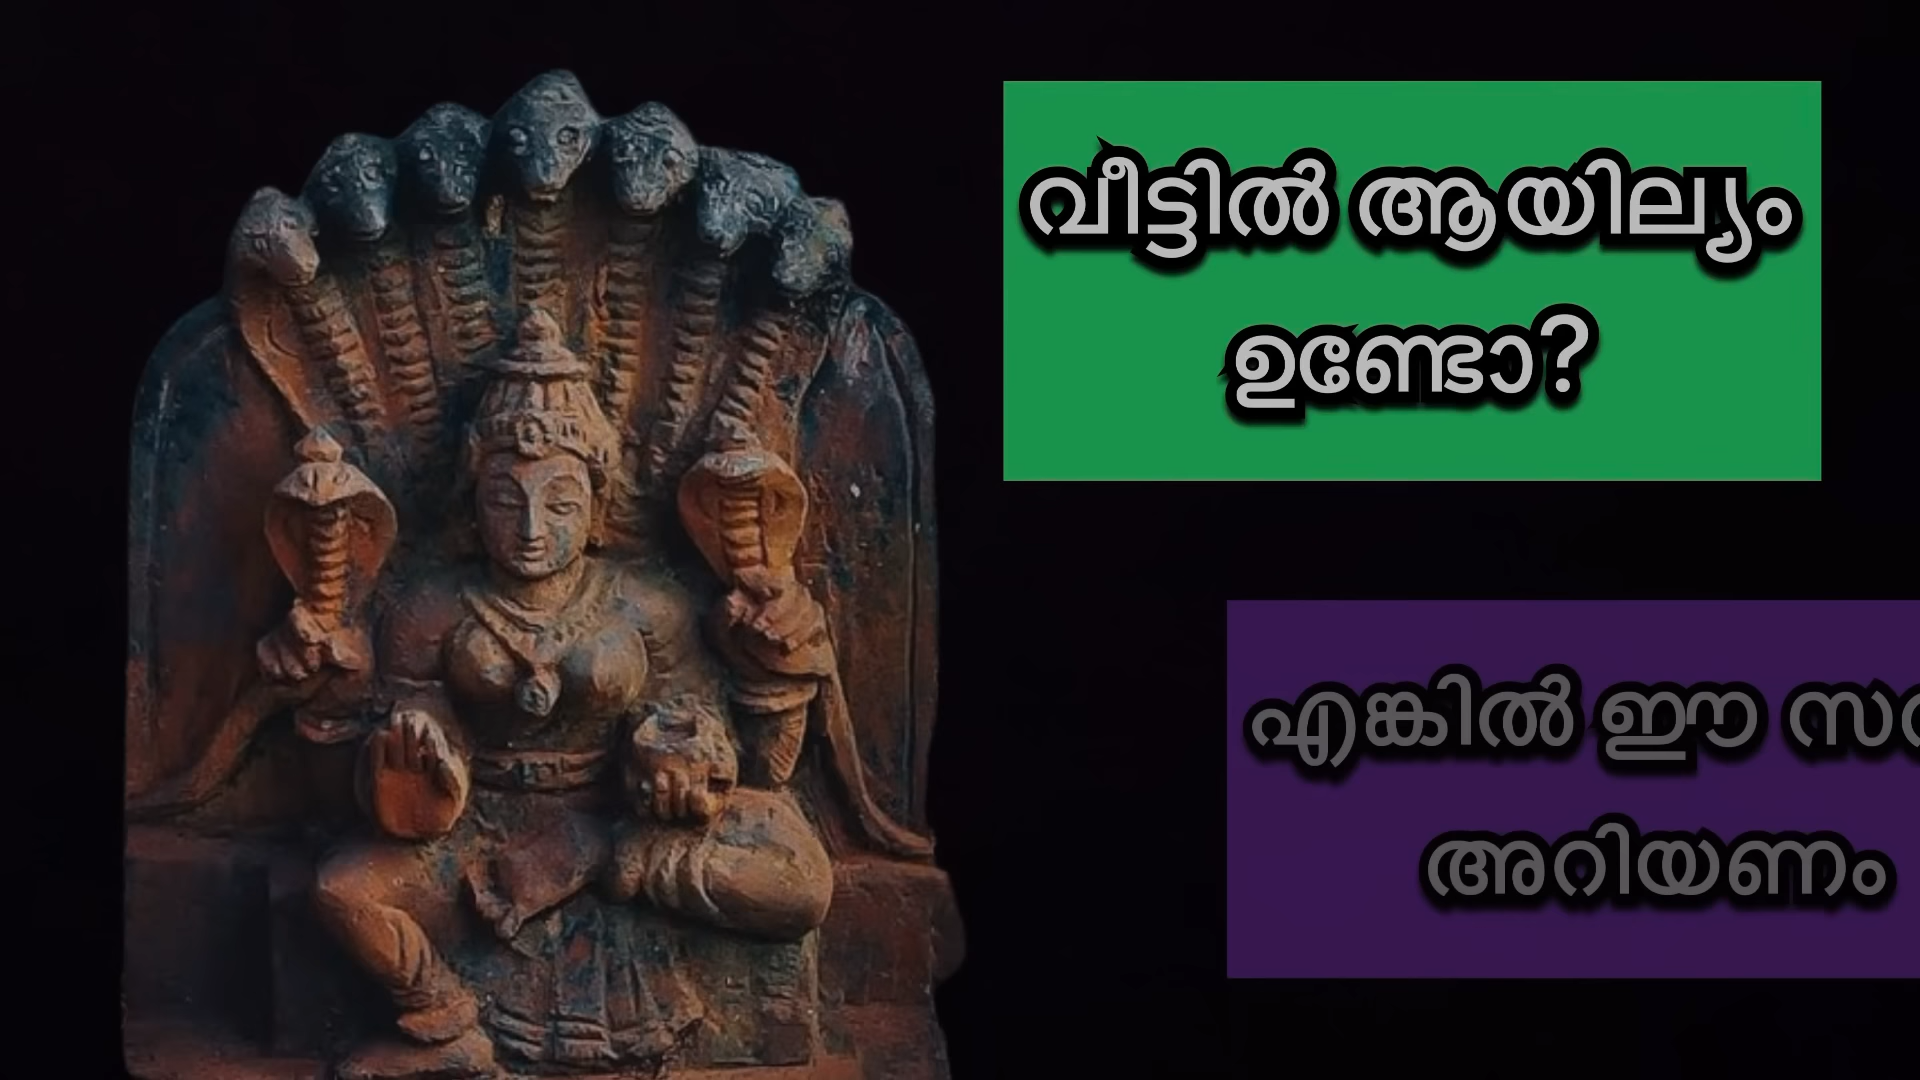 വീട്ടിൽ ആയില്യം
ഉണ്ടോ?
എങ്കിൽ ഈ
അറിയണം